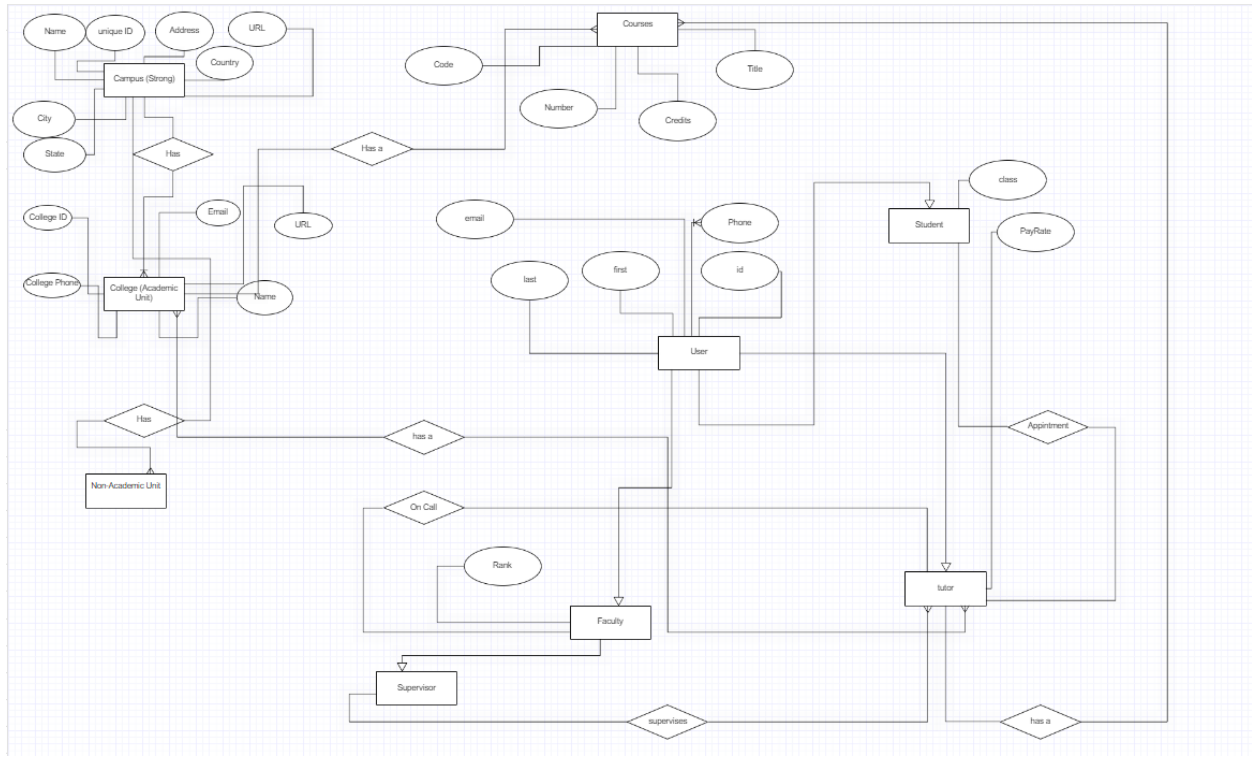 Courses
Name
unique ID
Address
URL
Country
Code
Title
Campus (Strong)
Number
Credits
City
State
Has
Has a
class
College ID
Email
URL
email
Phone
Student
PayRate
last
first
id
College Phone
College (Academic
Unit)
Name
User
Has
has a
Appintment
Non-Academic Unit
On Call
Rank
tutor
Faculty
Supervisor
supervises
has a